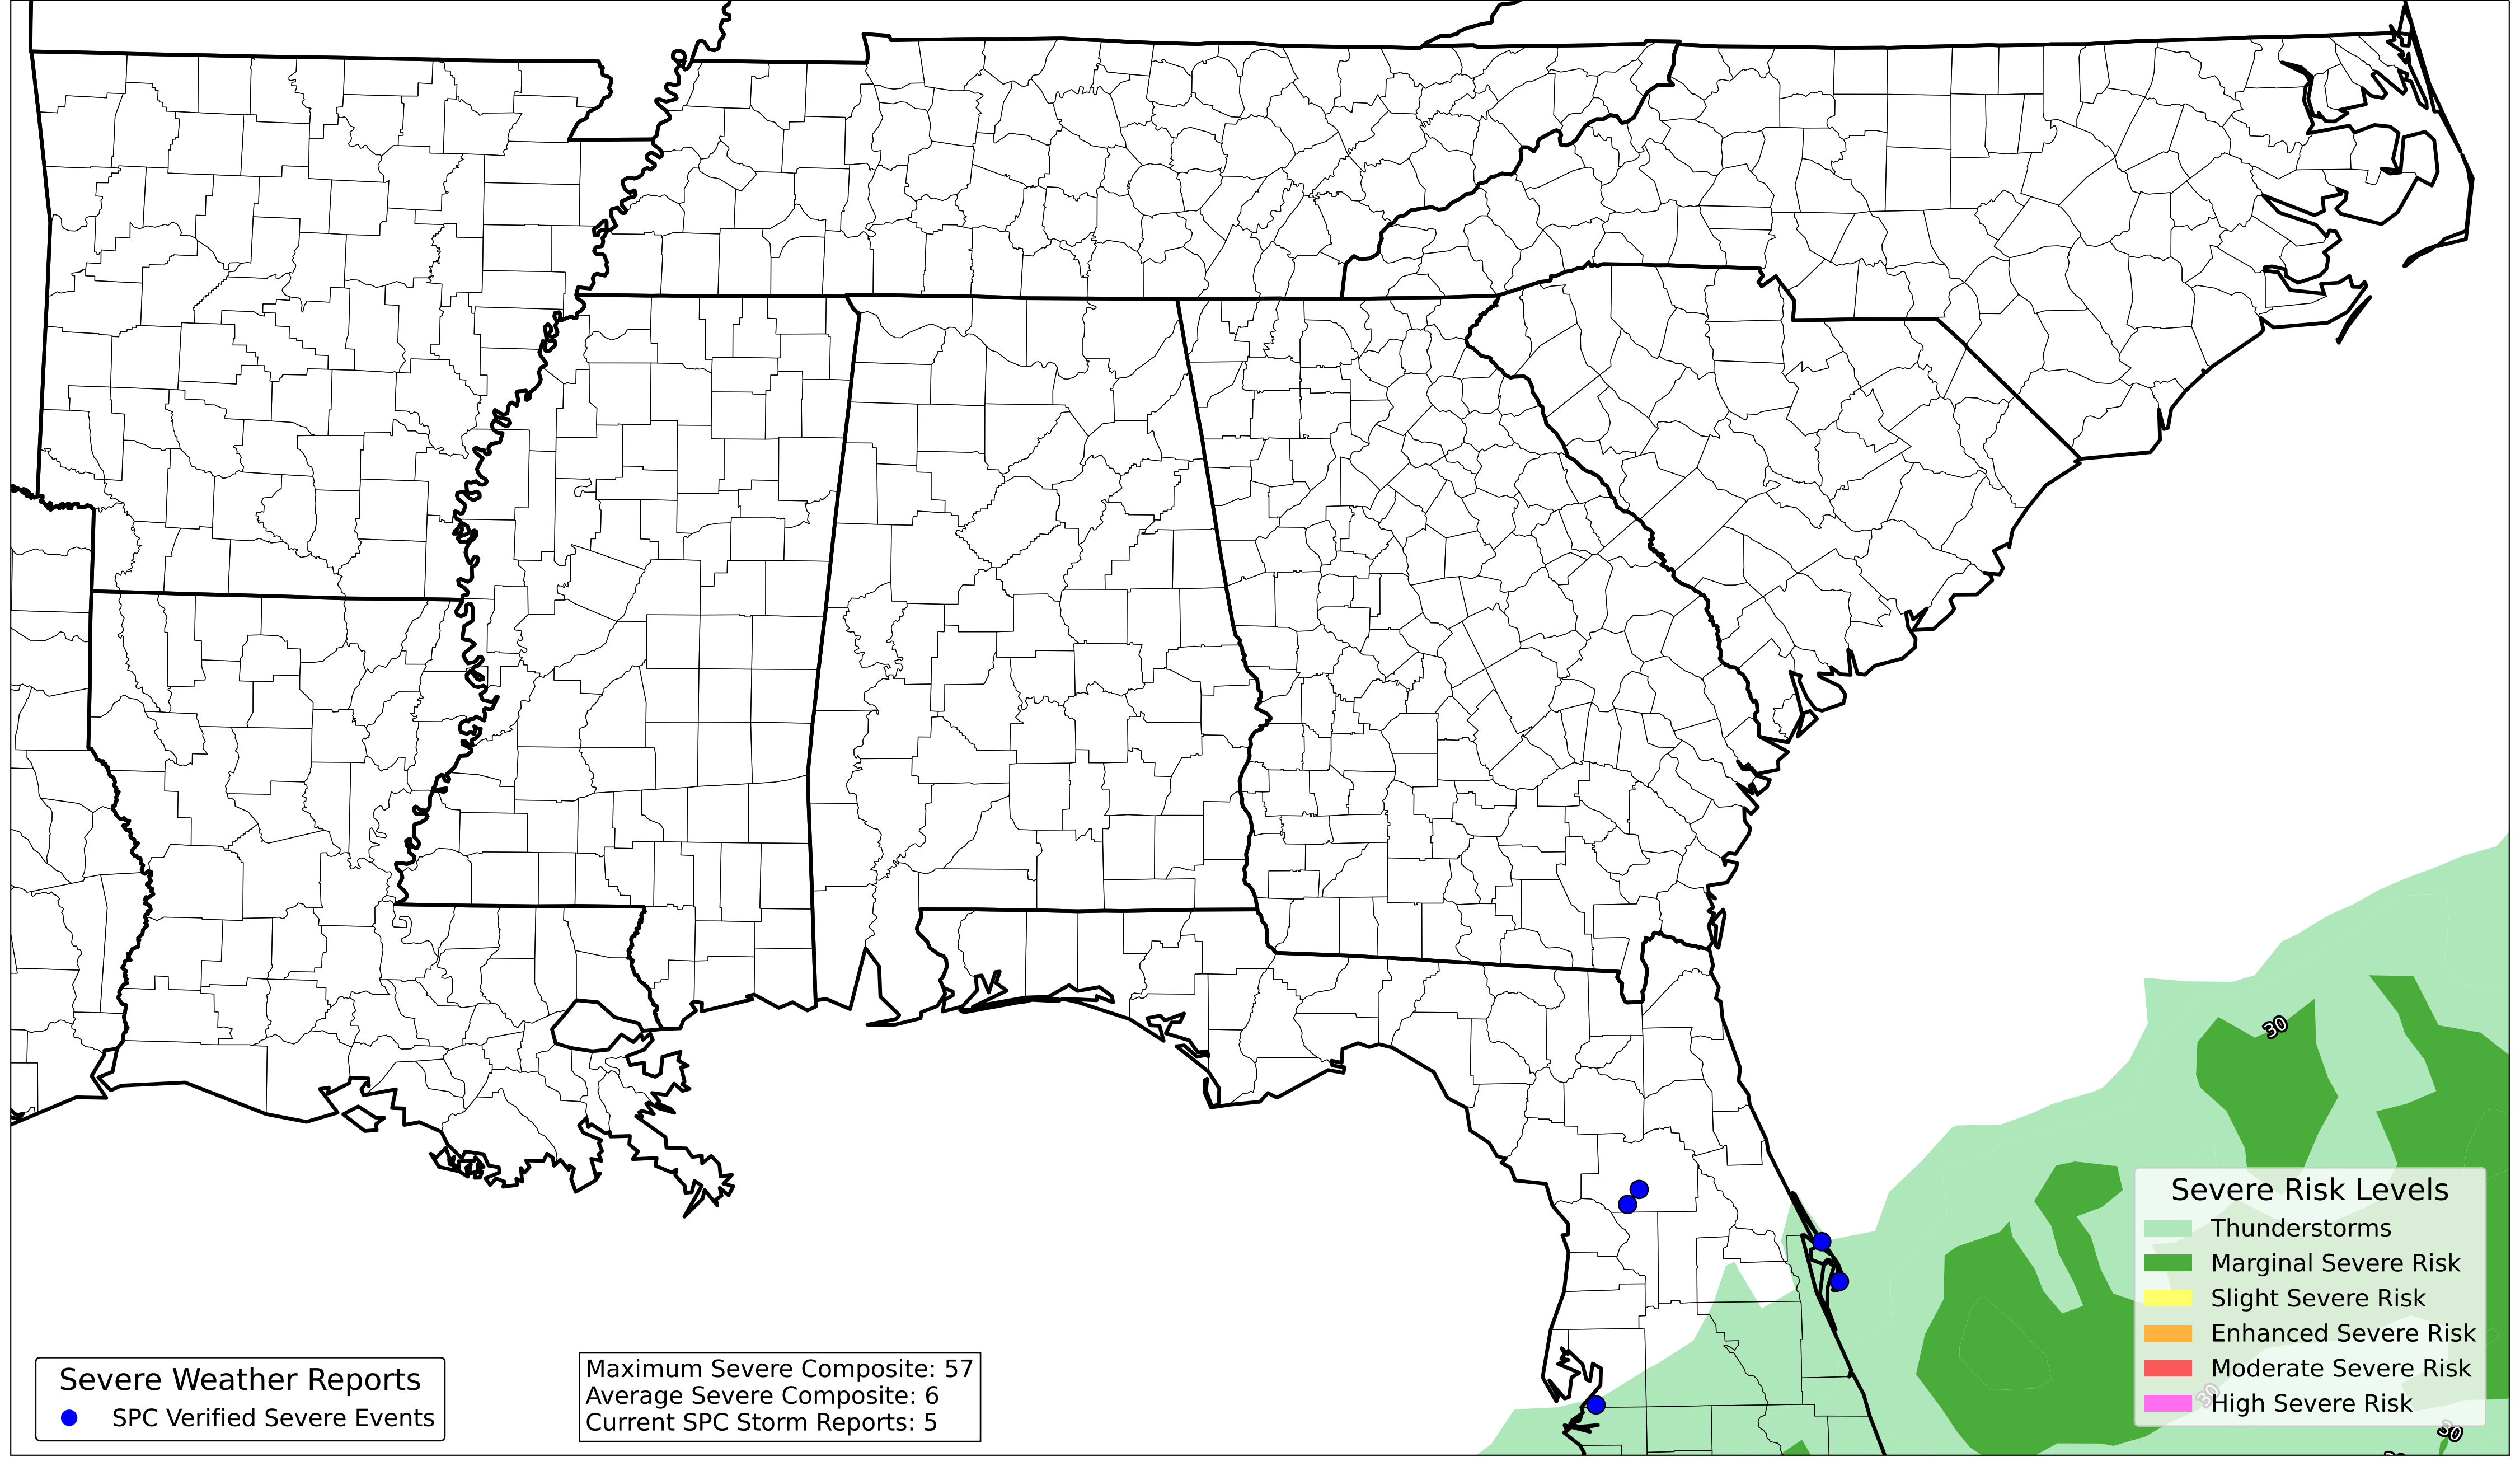 30
Severe Risk Levels
Thunderstorms
Marginal Severe Risk
Slight Severe Risk
Enhanced Severe Risk
Moderate Severe Risk
High Severe Risk
30
30
Severe Weather Reports
SPC Verified Severe Events
Maximum Severe Composite: 57
Average Severe Composite: 6
Current SPC Storm Reports: 5